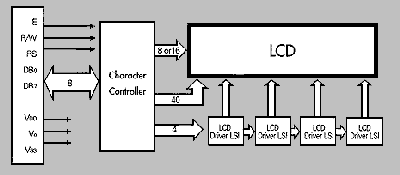 E
R/W
RS
DB0
DB7
8
VDD
V0
VSS
Character
Controller
8 or 16
40
4
LCD
LCD
Driver LSI
LCD
Driver LSI
LCD
Driver LSI
LCD
Driver LSI